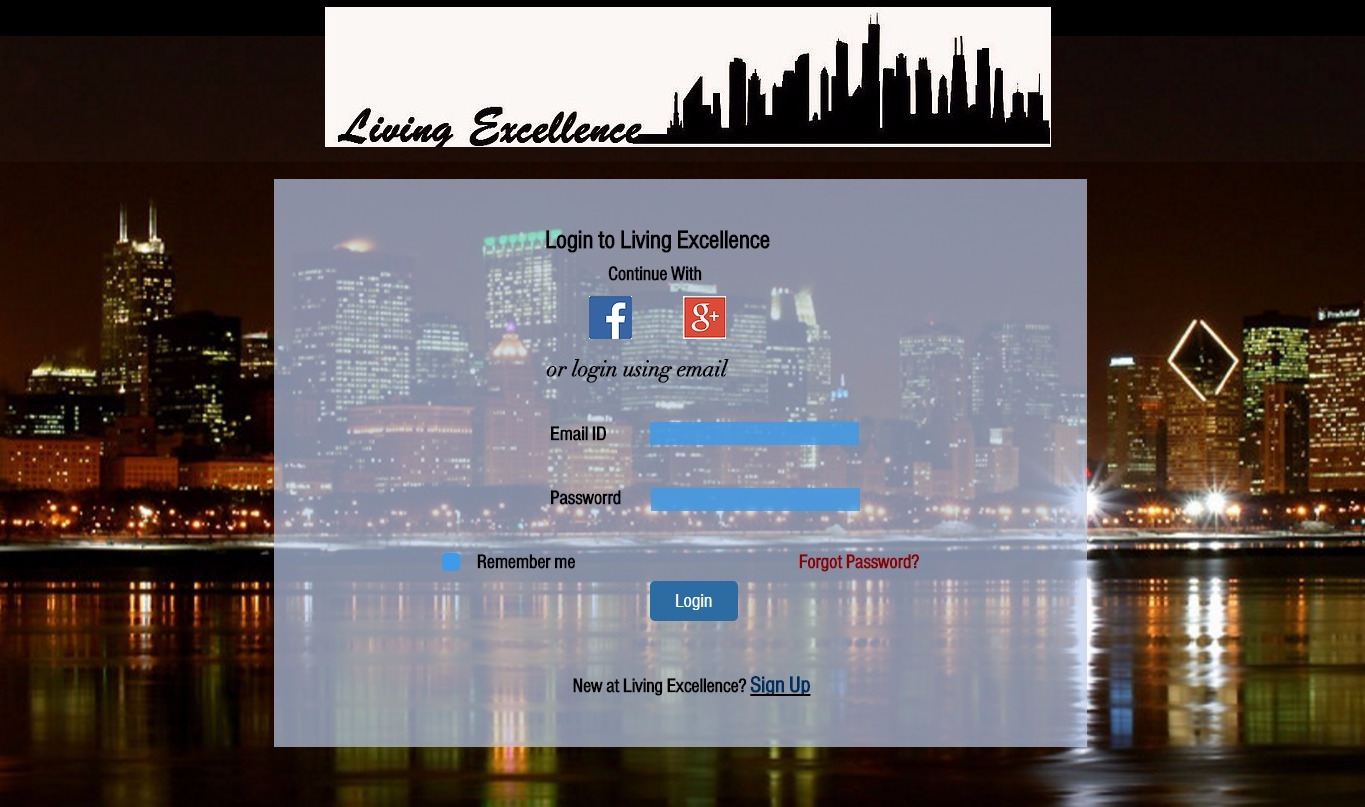 Living Excellence
Login to Living Excellence
Continue With
f
g+
or login using email
Email ID
Passworrd
Remember me
Forgot Password?
Login
New at Living Excellence? Sign Up
Prudential